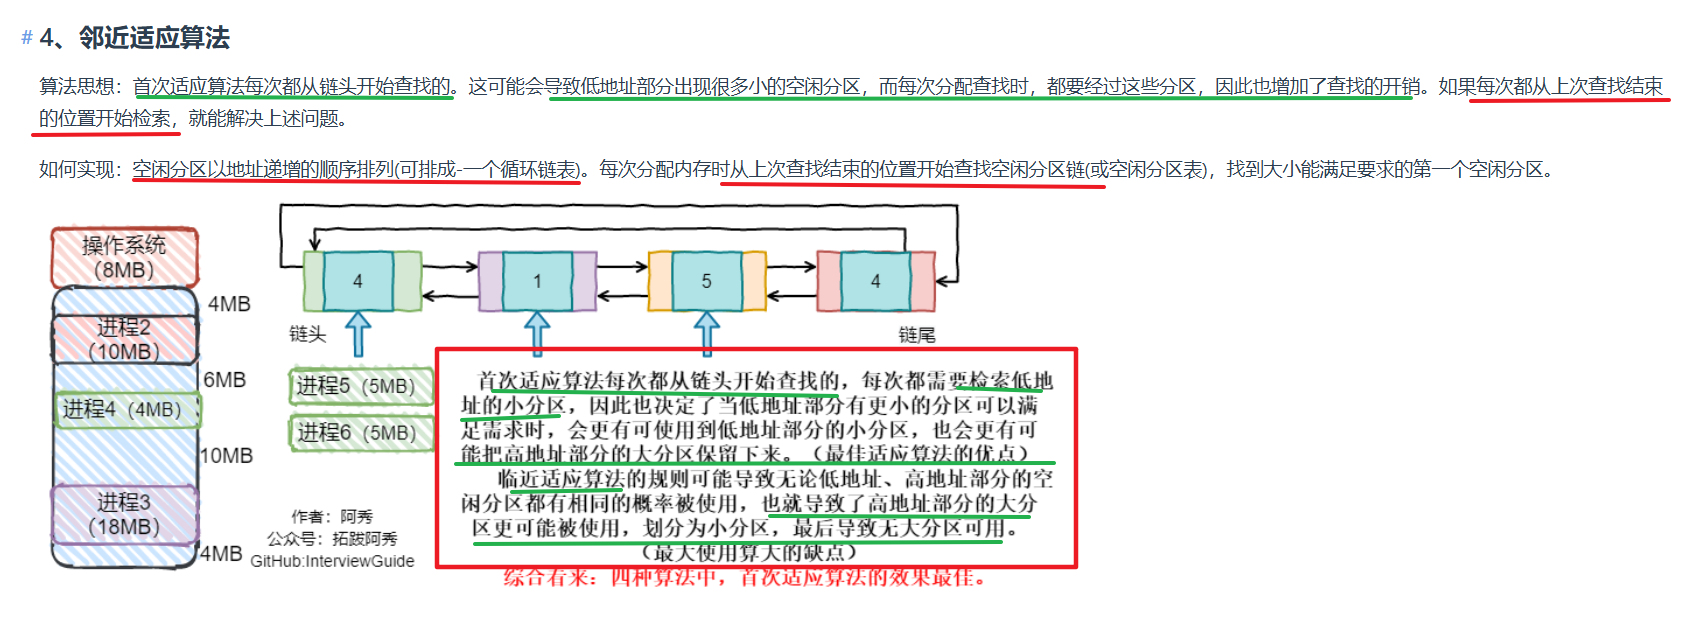 # 4、邻近适应算法
算法思想：首次适应算法每次都从链头开始查找的。这可能会导致低地址部分出现很多小的空闲分区，而每次分配查找时，都要经过这些分区，因此也增加了查找的开销。如果每次都从上次查找结束
的位置开始检索，就能解决上述问题。
如何实现：空闲分区以地址递增的顺序排列(可排成-一个循环链表)。每次分配内存时从上次查找结束的位置开始查找空闲分区链(或空闲分区表)，找到大小能满足要求的第一个空闲分区。
操作系统
（8MB）
4MB
进程2
（10MB）
6MB
进程4（4MB）
10MB
进程3
（18MB）
4MB
4
1
5
4
链头
链尾
进程5（5MB）
进程6（5MB）
作者：阿秀
公众号：拓跋阿秀
GitHub:InterviewGuide
首次适应算法每次都从链头开始查找的，每次都需要检索低地
址的小分区，因此也决定了当低地址部分有更小的分区可以满
足需求时，会更有可使用到低地址部分的小分区，也会更有可
能把高地址部分的大分区保留下来。（最佳适应算法的优点）
临近适应算法的规则可能导致无论低地址、高地址部分的空
闲分区都有相同的概率被使用，也就导致了高地址部分的大分
区更可能被使用，划分为小分区，最后导致无大分区可用。
（最大使用算大的缺点）
综合看来：四种算法中，首次适应算法的效果最佳。